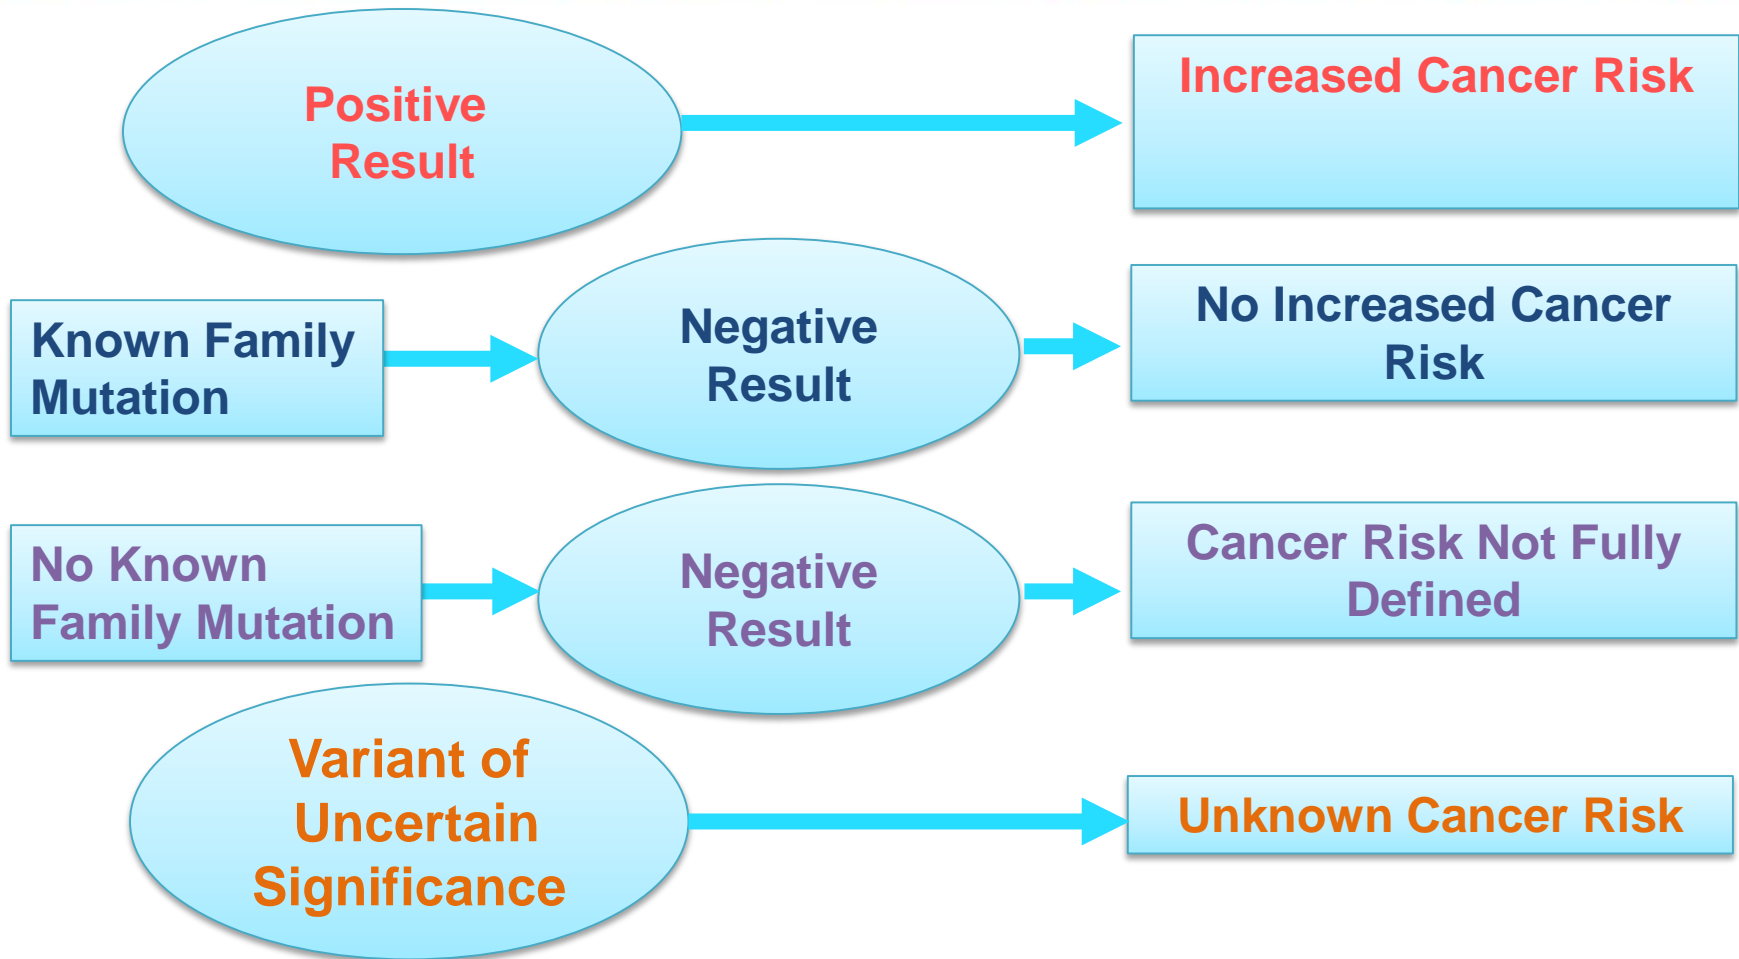 Positive
Result
Increased Cancer Risk
Known Family
Mutation
Negative
Result
No Increased Cancer
Risk
No Known
Family Mutation
Negative
Result
Cancer Risk Not Fully
Defined
Variant of
Uncertain
Significance
Unknown Cancer Risk